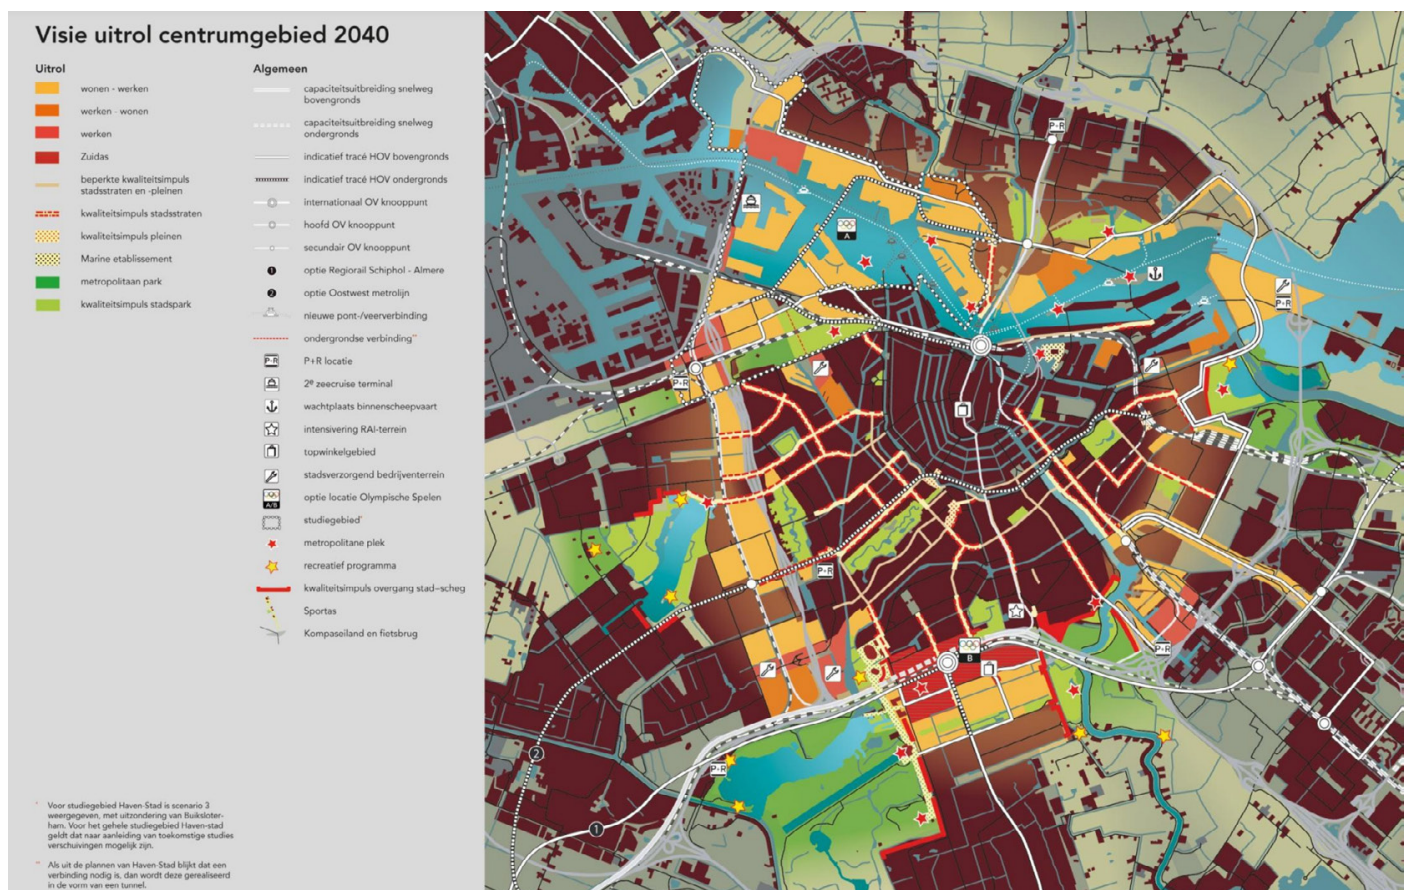 Visie uitrol centrumgebied 2040
Uitrol
wonen - werken
werken - wonen
werken
Zuidas
beperkte kwaliteitsimpuls
stadsstraten en -pleinen
kwaliteitsimpuls stadsstraten
kwaliteitsimpuls pleinen
Marine etablissement
metropolitaan park
kwaliteitsimpuls stadspark
Algemeen
capaciteitsuitbreiding snelweg
bovengronds
capaciteitsuitbreiding snelweg
ondergronds
indicatief tracé HOV bovengronds
indicatief tracé HOV ondergronds
internationaal OV knooppunt
hoofd OV knooppunt
secundair OV knooppunt
1 optie Regiorail Schiphol - Almere
2 optie Oostwest metrolijn
nieuwe pont-/veerverbinding
ondergrondse verbinding**
P+R P+R locatie
2e zeecruise terminal
wachtplaats binnenscheepvaart
intensivering RAI-terrein
topwinkelgebied
stadsverzorgend bedrijventerrein
A/B optie locatie Olympische Spelen
studiegebied*
metropolitane plek
recreatief programma
kwaliteitsimpuls overgang stad-scheg
Sportas
Kompaseiland en fietsbrug
* Voor studiegebied Haven-Stad is scenario 3
weergegeven, met uitzondering van Buiksloter-
ham. Voor het gehele studiegebied Haven-stad
geldt dat naar aanleiding van toekomstige studies
verschuivingen mogelijk zijn.
** Als uit de plannen van Haven-Stad blijkt dat een
verbinding nodig is, dan wordt deze gerealiseerd
in de vorm van een tunnel.
P+R
A
P+R
P+R
P+R
B
P+R
P+R
2
1